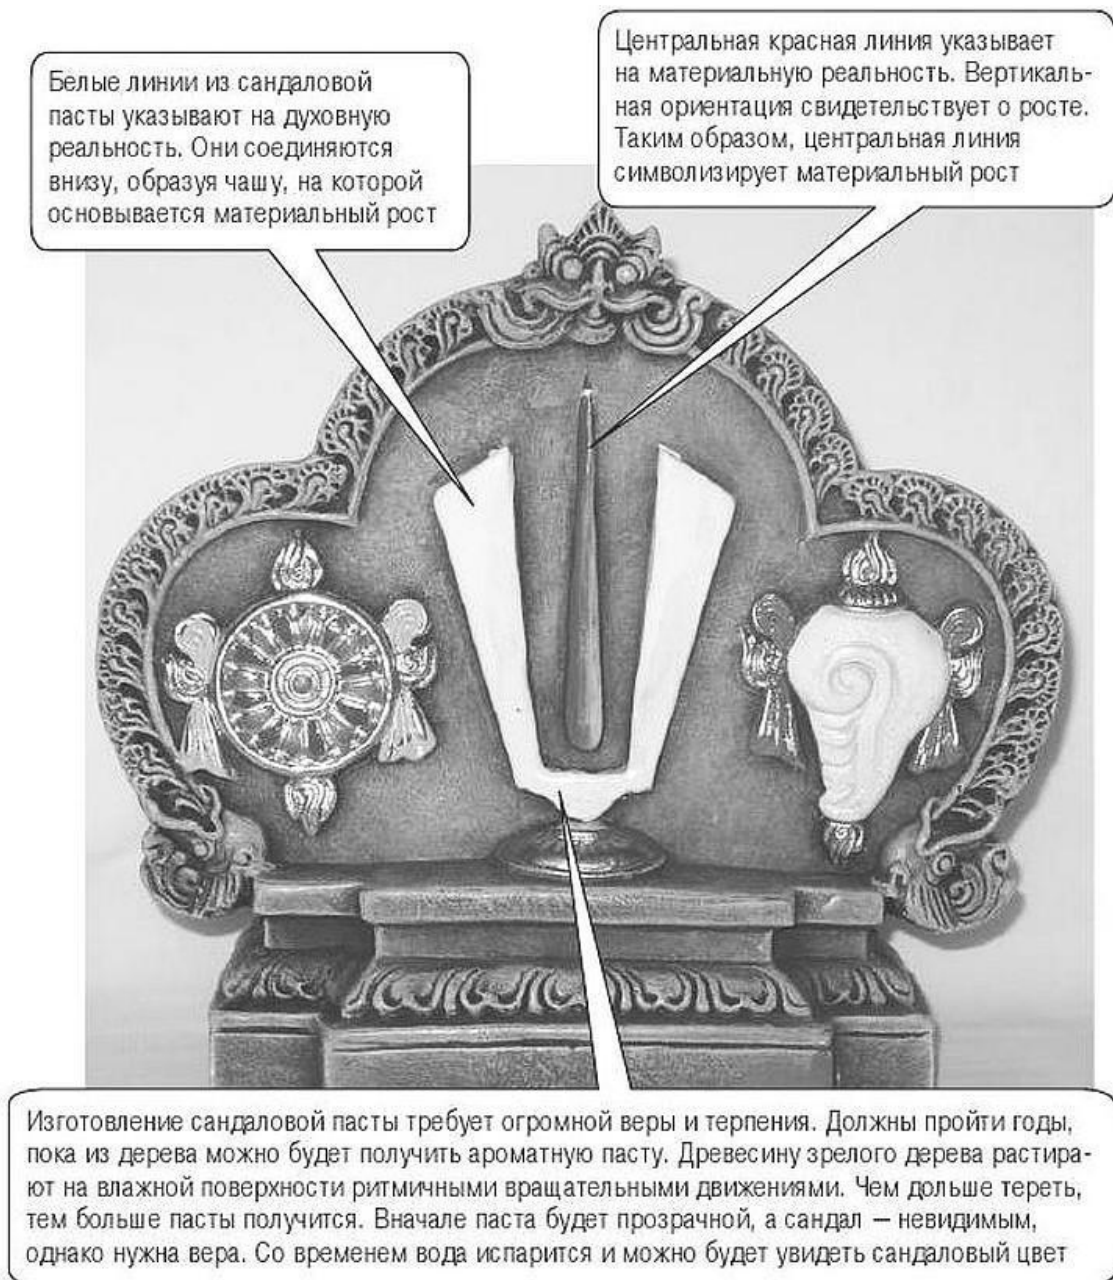 Белые линии из сандаловой
пасты указывают на духовную
реальность. Они соединяются
внизу, образуя чашу, на которой
основывается материальный рост
Центральная красная линия указывает
на материальную реальность. Вертикаль-
ная ориентация свидетельствует о росте.
Таким образом, центральная линия
символизирует материальный рост
Изготовление сандаловой пасты требует огромной веры и терпения. Должны пройти годы,
пока из дерева можно будет получить ароматную пасту. Древесину зрелого дерева растира-
ют на влажной поверхности ритмичными вращательными движениями. Чем дольше тереть,
тем больше пасты получится. Вначале паста будет прозрачной, а сандал — невидимым,
однако нужна вера. Со временем вода испарится и можно будет увидеть сандаловый цвет